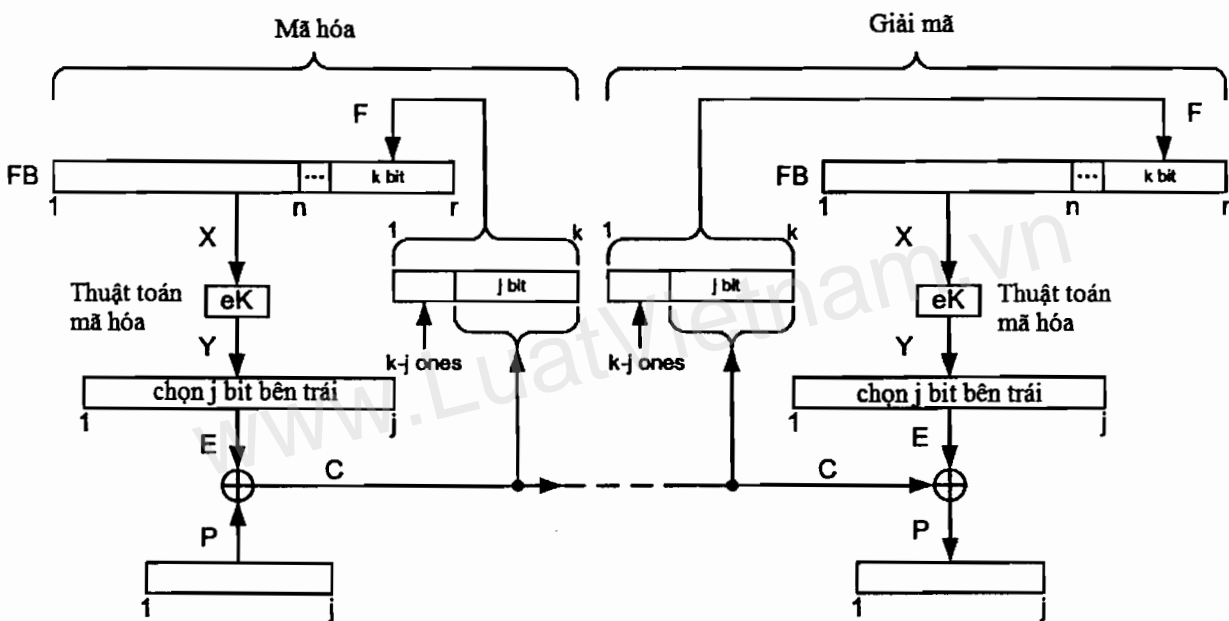 Mã hóa
Giải mã
F
F
FB
... k bit
FB
... k bit
1 n r
1 n r
X
1 k
1 k
X
j bit
j bit
Thuật toán
mã hóa
eK
eK
Thuật toán
mã hóa
k-j ones
k-j ones
Y
Y
chọn j bit bên trái
chọn j bit bên trái
1 j
1 j
E
E
C
C
P
P
1 j
1 j
www.LuatVietnam.vn